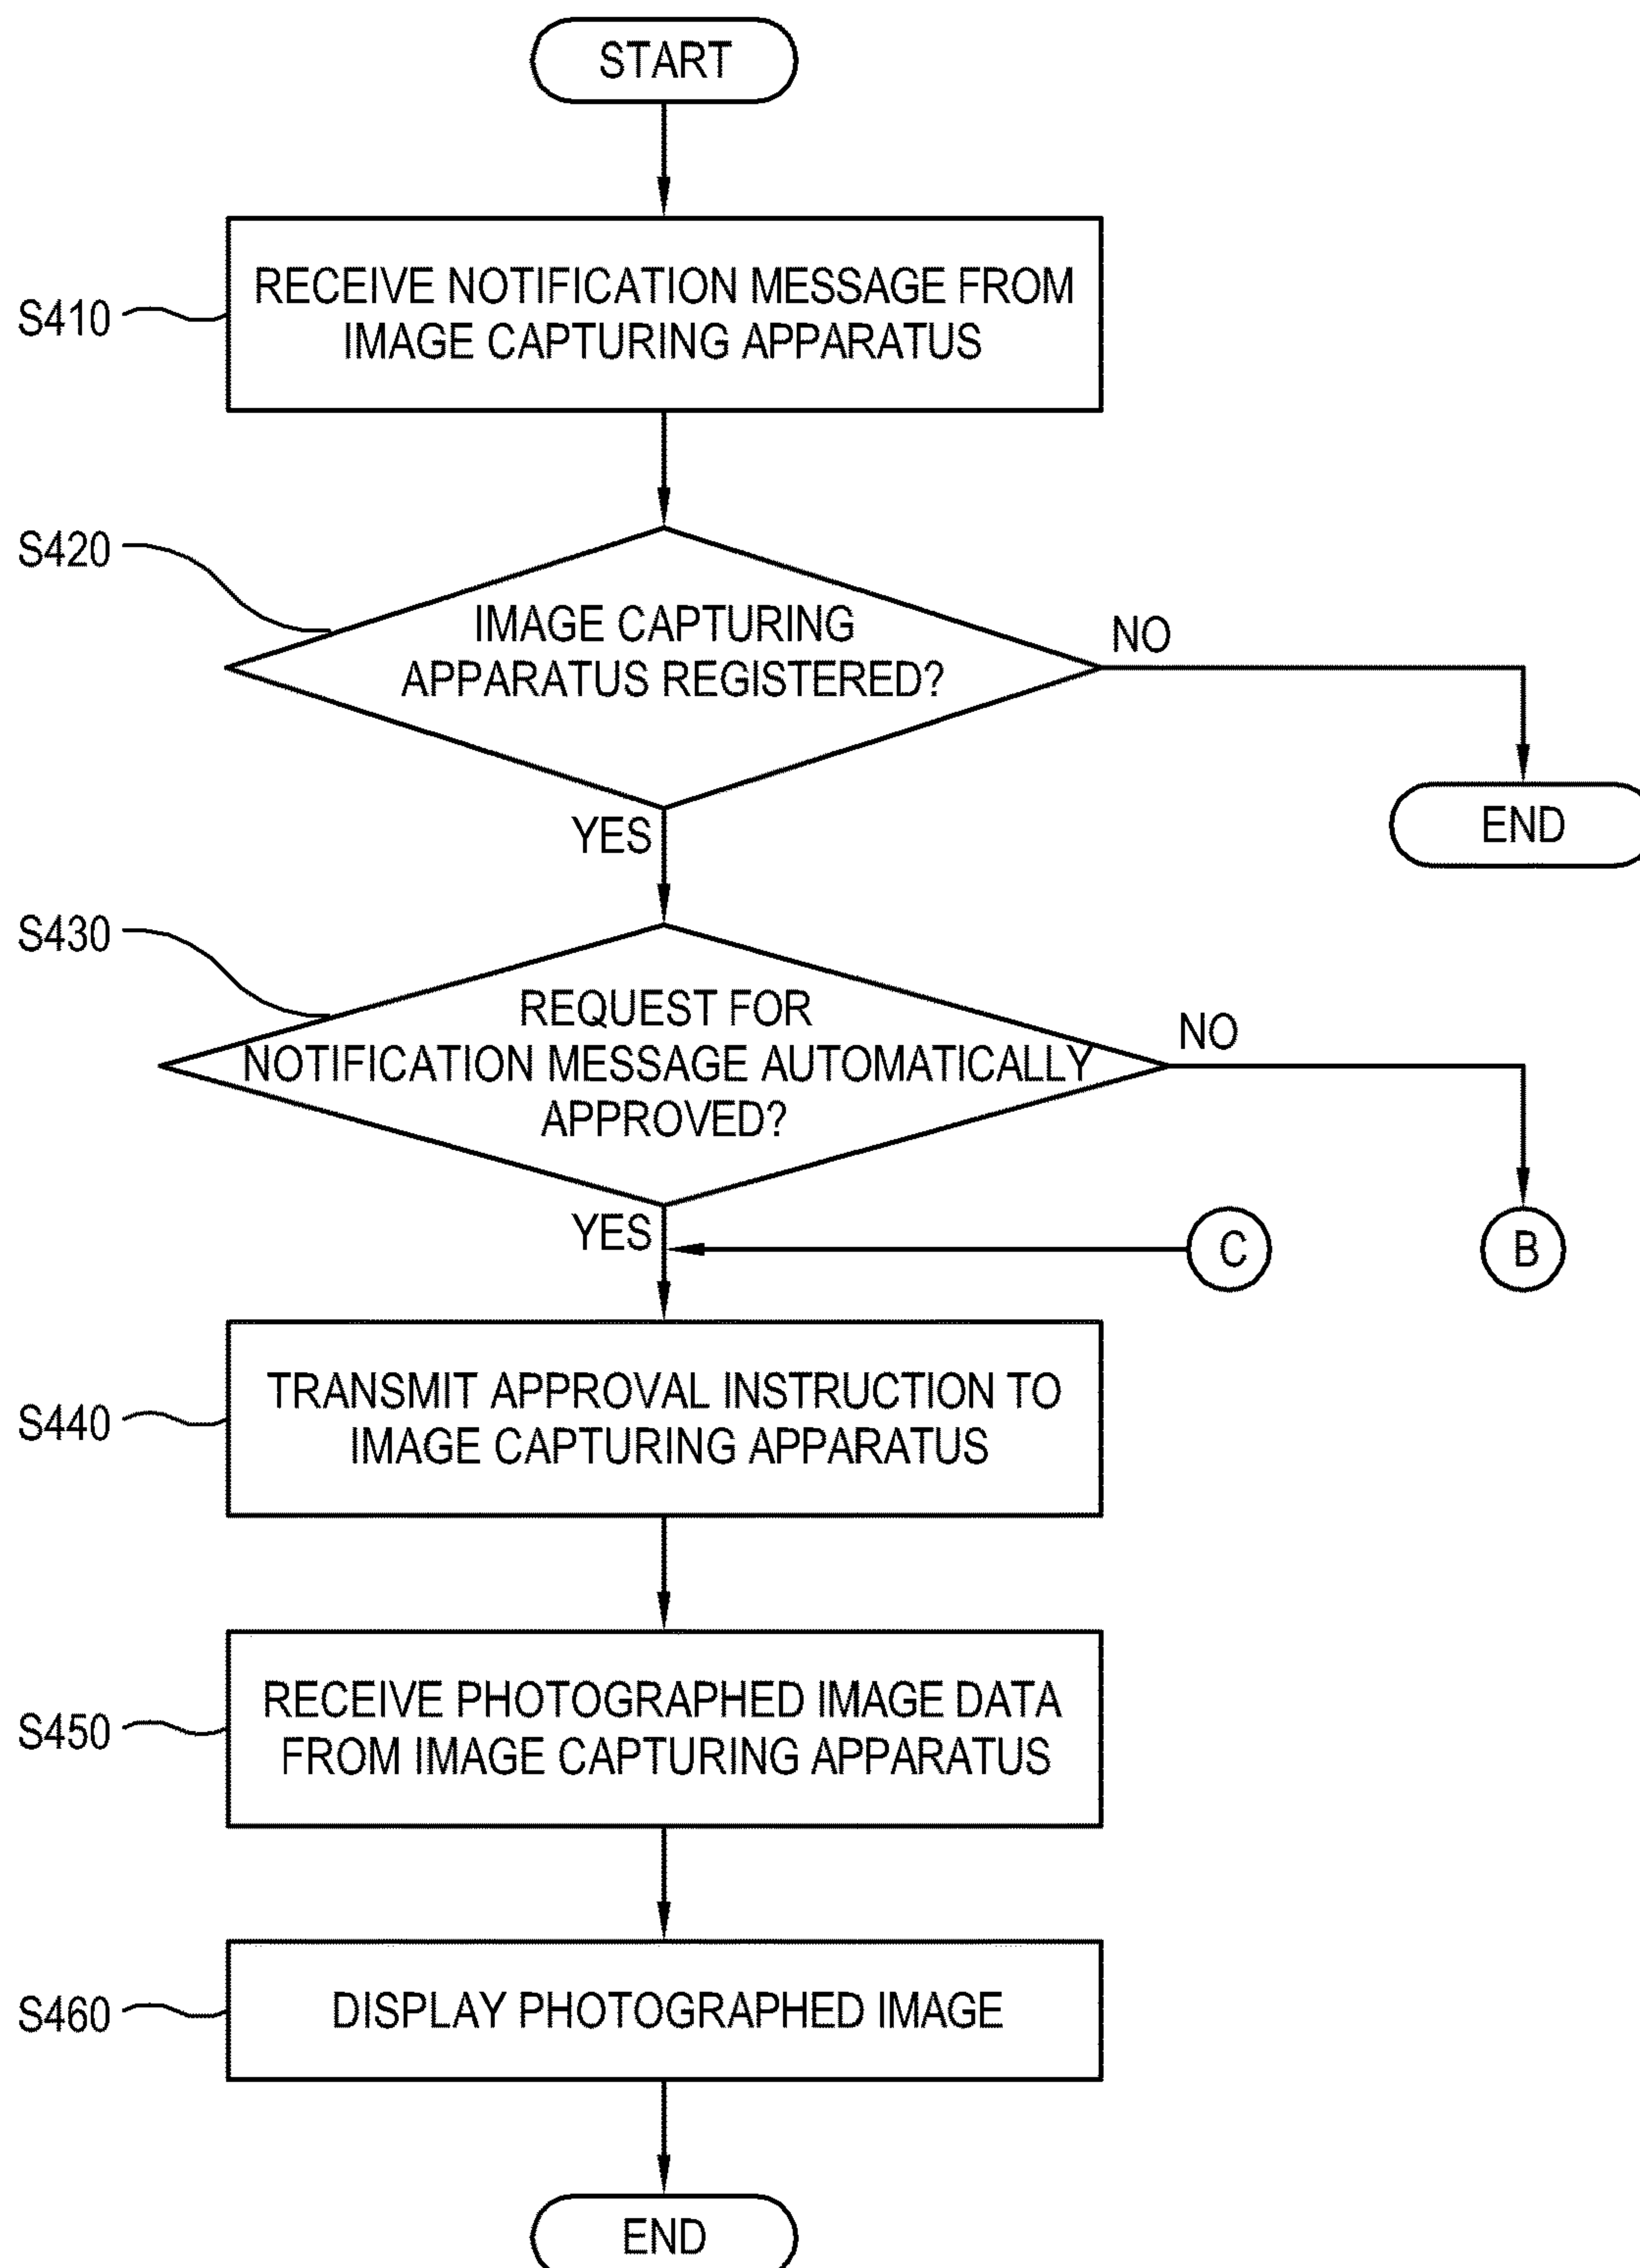 START
S410
RECEIVE NOTIFICATION MESSAGE FROM
IMAGE CAPTURING APPARATUS
S420
IMAGE CAPTURING
APPARATUS REGISTERED?
NO
YES
END
S430
REQUEST FOR
NOTIFICATION MESSAGE AUTOMATICALLY
APPROVED?
NO
YES
C
B
S440
TRANSMIT APPROVAL INSTRUCTION TO
IMAGE CAPTURING APPARATUS
S450
RECEIVE PHOTOGRAPHED IMAGE DATA
FROM IMAGE CAPTURING APPARATUS
S460
DISPLAY PHOTOGRAPHED IMAGE
END